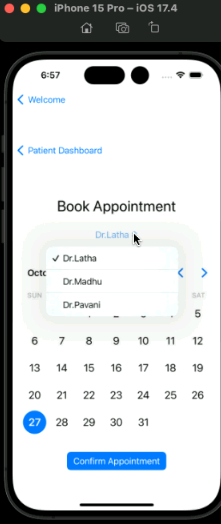 iPhone 15 Pro – iOS 17.4
6:57
Welcome
Patient Dashboard
Book Appointment
Dr.Latha
Dr.Latha
Octo
Dr.Madhu
SUN
Dr.Pavani
5
6 7 8 9 10 11 12
13 14 15 16 17 18 19
20 21 22 23 24 25 26
27 28 29 30 31
Confirm Appointment